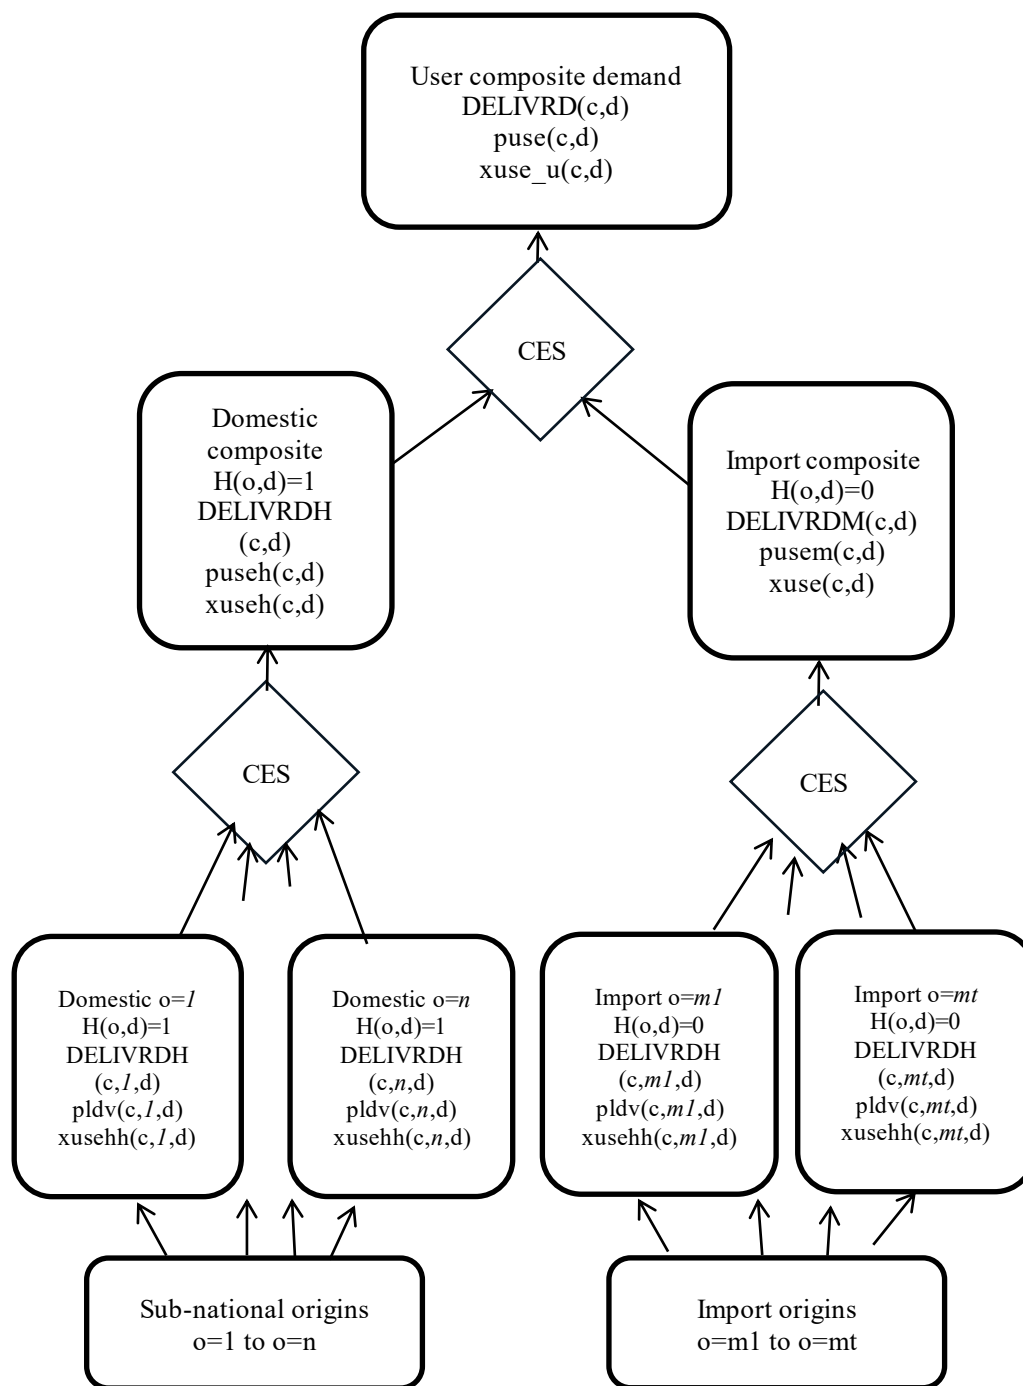 User composite demand
DELIVRD(c,d)
puse(c,d)
xuse_u(c,d)
CES
Domestic
composite
H(o,d)=1
DELIVRDH
(c,d)
puseh(c,d)
xuseh(c,d)
Import composite
H(o,d)=0
DELIVRDM(c,d)
pusem(c,d)
xuse(c,d)
CES
CES
Domestic o=1
H(o,d)=1
DELIVRDH
(c,1,d)
pldv(c,1,d)
xusehh(c,1,d)
Domestic o=n
H(o,d)=1
DELIVRDH
(c,n,d)
pldv(c,n,d)
xusehh(c,n,d)
Import o=m1
H(o,d)=0
DELIVRDH
(c,m1,d)
pldv(c,m1,d)
xusehh(c,m1,d)
Import o=mt
H(o,d)=0
DELIVRDH
(c,mt,d)
pldv(c,mt,d)
xusehh(c,mt,d)
Sub-national origins
o=1 to o=n
Import origins
o=m1 to o=mt